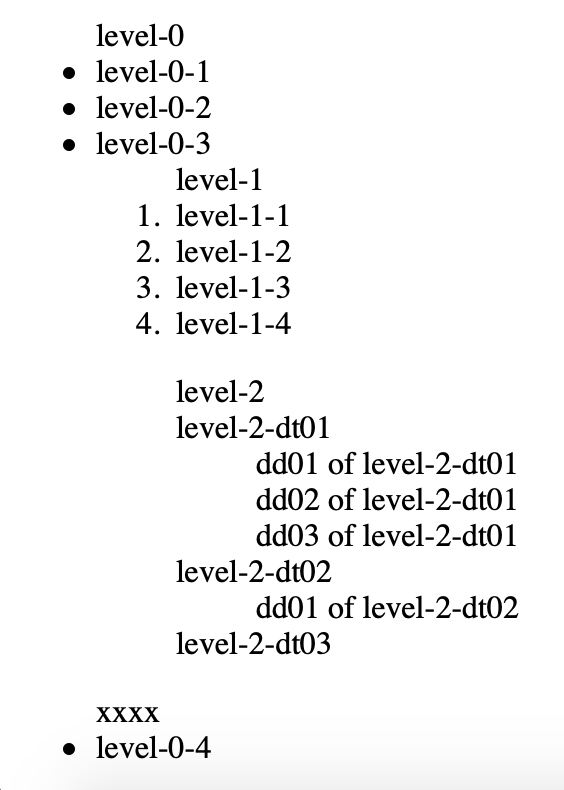 level-0
• level-0-1
• level-0-2
• level-0-3
level-1
1. level-1-1
2. level-1-2
3. level-1-3
4. level-1-4
level-2
level-2-dt01
dd01 of level-2-dt01
dd02 of level-2-dt01
dd03 of level-2-dt01
level-2-dt02
dd01 of level-2-dt02
level-2-dt03
xxxx
• level-0-4